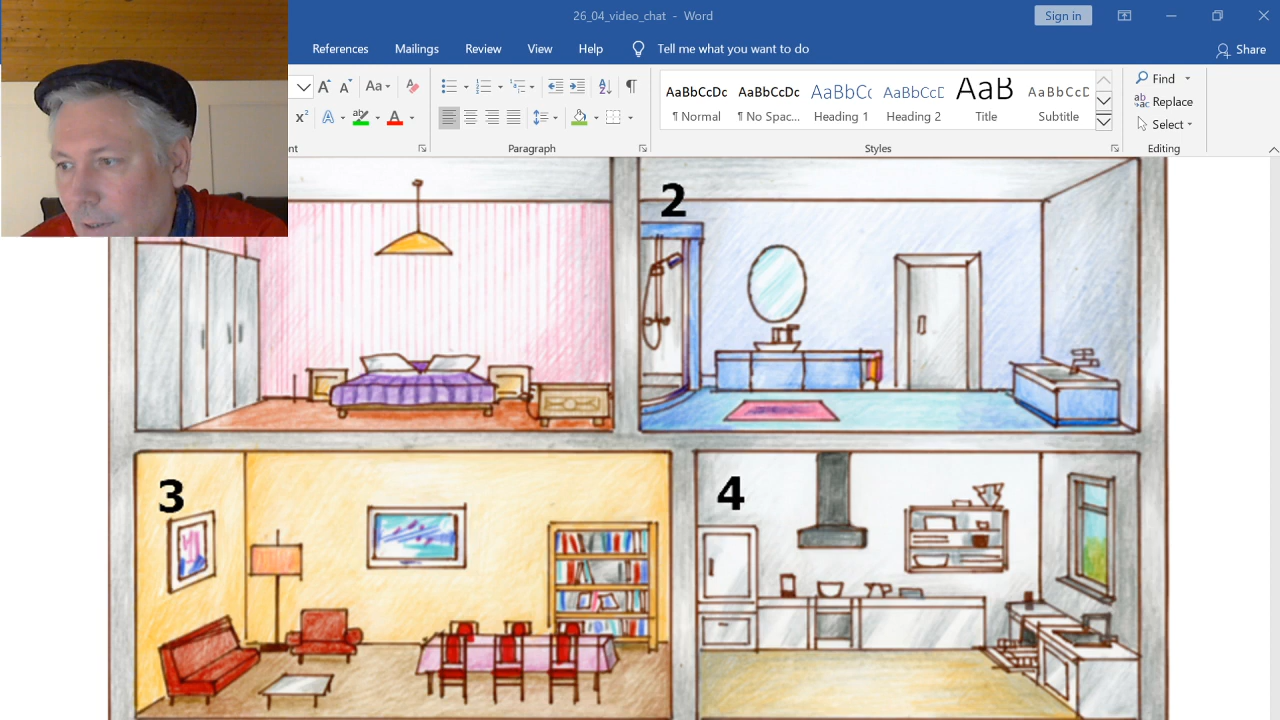 26_04_video_chat - Word
Sign in
References Mailings Review View Help Tell me what you want to do
Share
Aa
AaBbCcDc AaBbCcDc AaBbCc AaBbCcD AaB AaBbCcD
¶ Normal ¶ No Spac... Heading 1 Heading 2 Title Subtitle
Find
Replace
Select
nt Paragraph Styles Editing
2
3
4